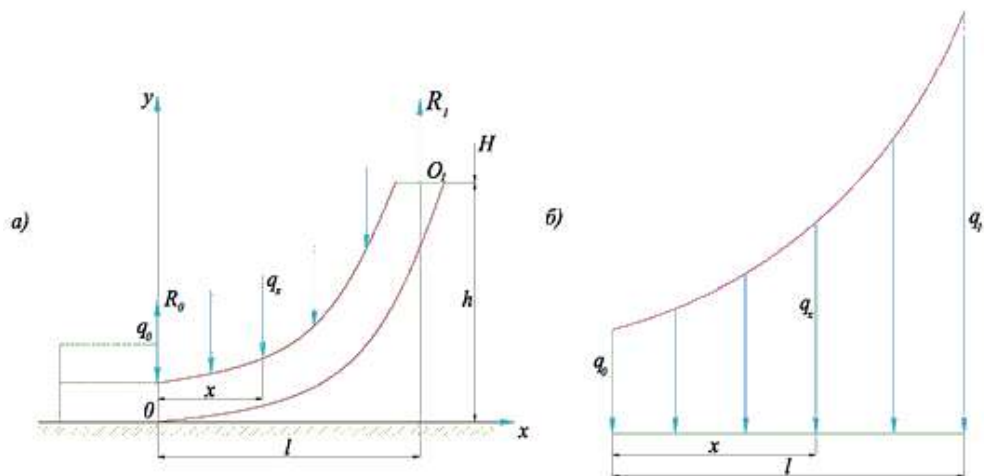 а)
y
R₁
H
O₁
R₀
q₀
qₓ
h
x
0
x
l
б)
q₁
qₓ
q₀
x
l